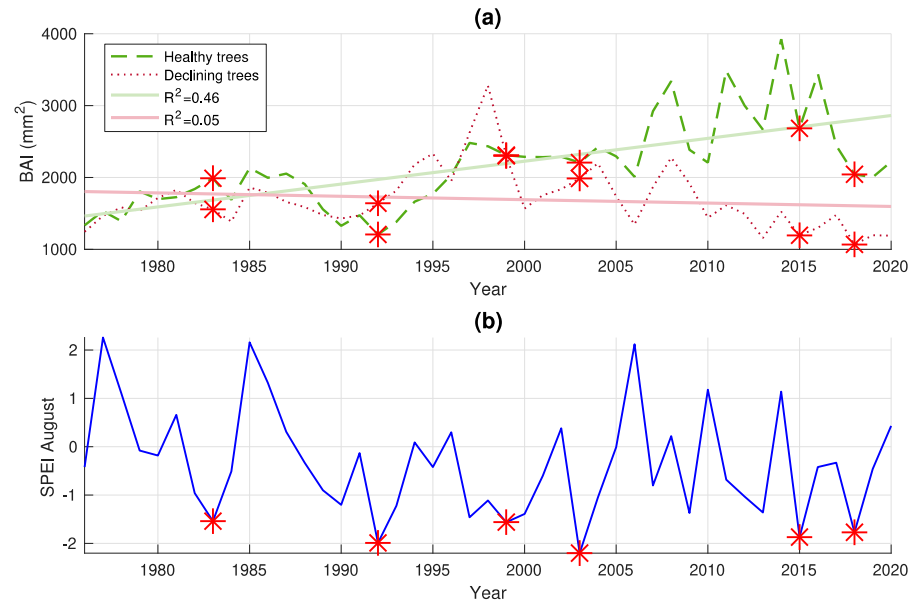 (a)
4000
3000
2000
1000
BAI (mm²)
Healthy trees
Declining trees
R²=0.46
R²=0.05
1980 1985 1990 1995 2000 2005 2010 2015 2020
Year
(b)
2
1
0
-1
-2
SPEI August
1980 1985 1990 1995 2000 2005 2010 2015 2020
Year